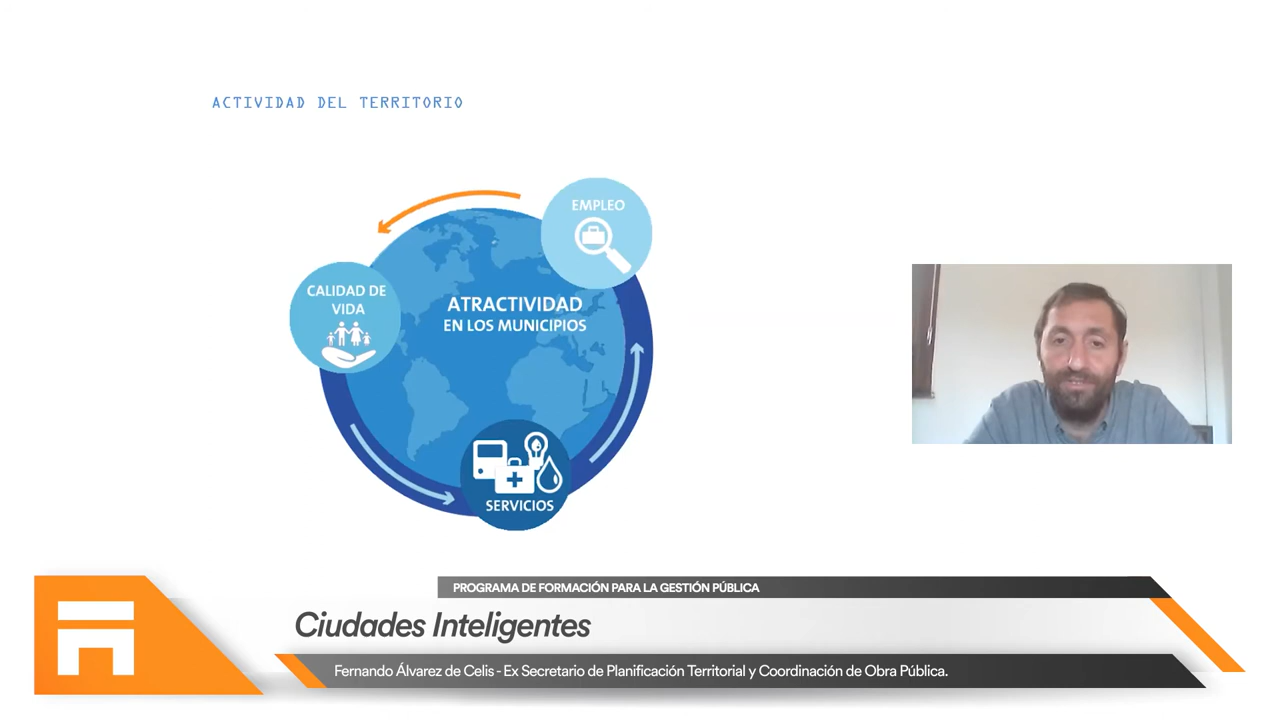 ACTIVIDAD DEL TERRITORIO
EMPLEO
CALIDAD DE
VIDA
ATRACTIVIDAD
EN LOS MUNICIPIOS
SERVICIOS
PROGRAMA DE FORMACIÓN PARA LA GESTIÓN PÚBLICA
Ciudades Inteligentes
Fernando Álvarez de Celis - Ex Secretario de Planificación Territorial y Coordinación de Obra Pública.